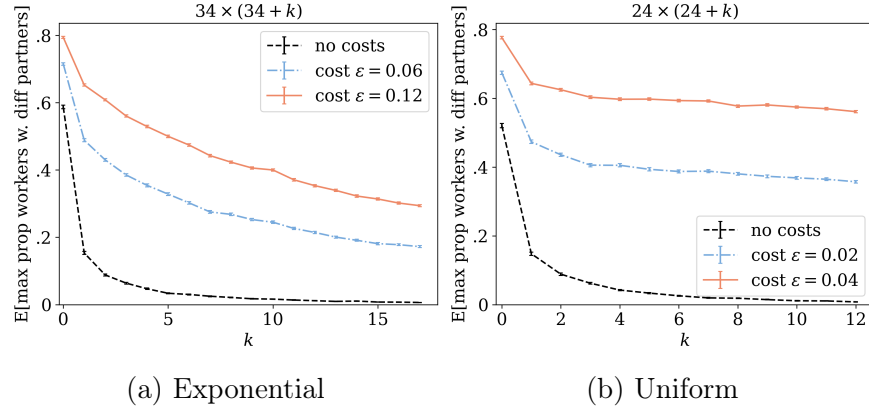 34 × (34 + k)
E[max prop workers w. diff partners]
.8
.6
.4
.2
0
no costs
cost ε = 0.06
cost ε = 0.12
0
5
10
15
k
(a) Exponential
24 × (24 + k)
E[max prop workers w. diff partners]
.8
.6
.4
.2
0
no costs
cost ε = 0.02
cost ε = 0.04
0
2
4
6
8
10
12
k
(b) Uniform